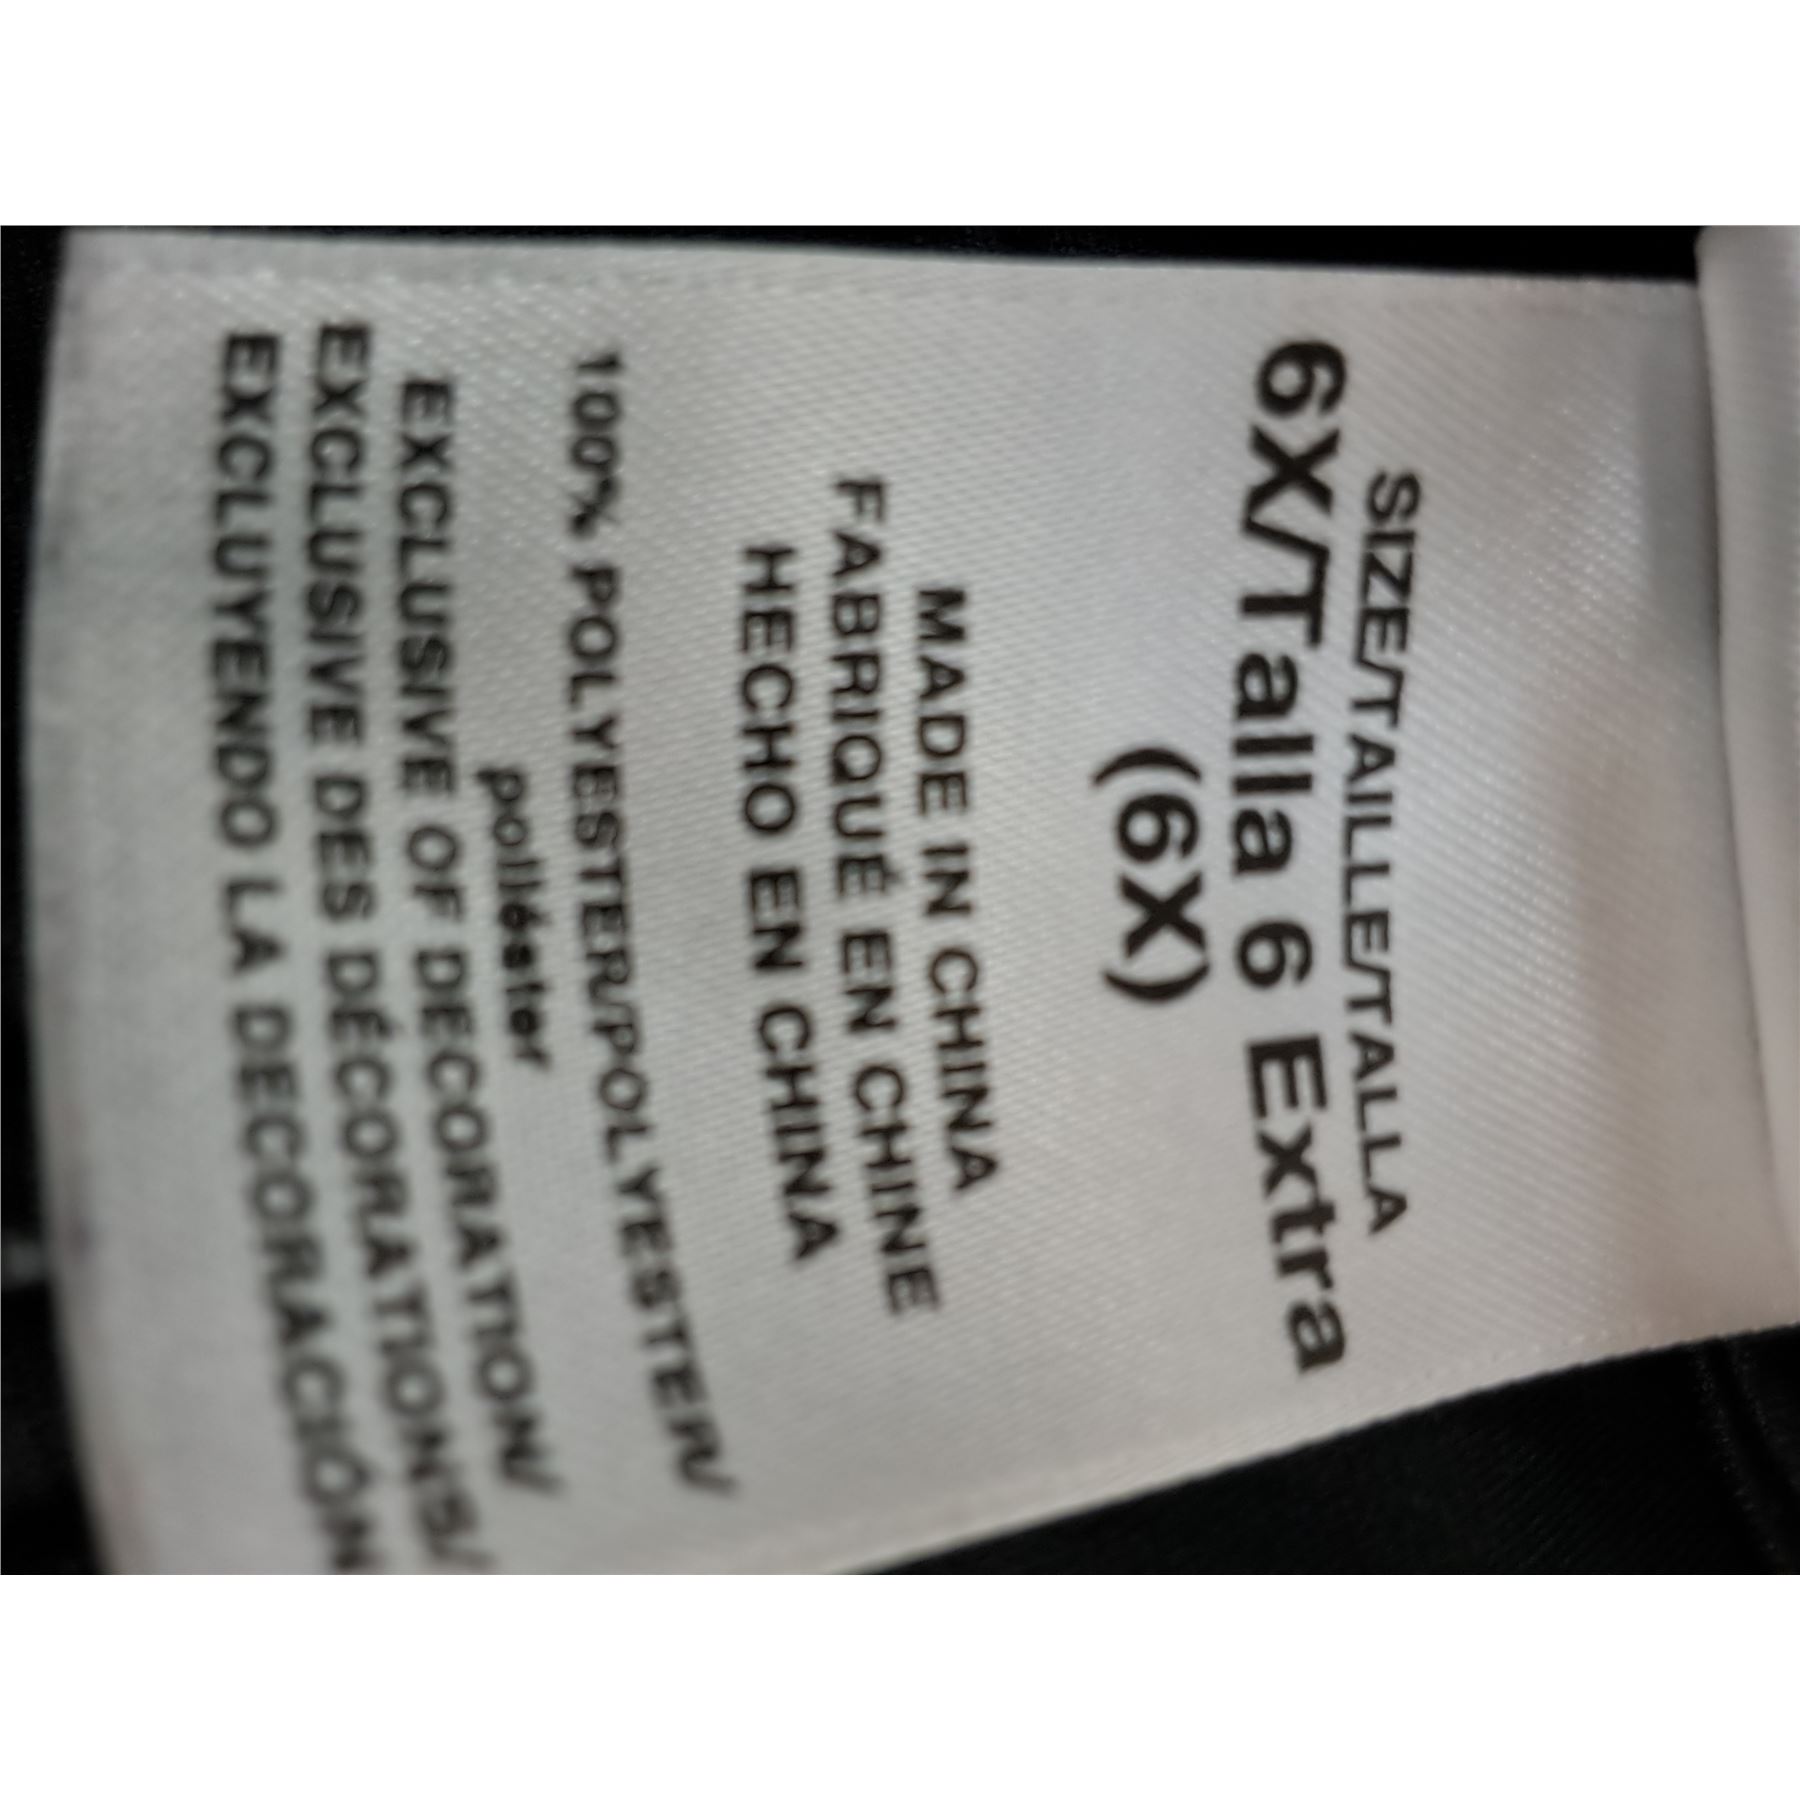 SIZE/TAILLE/TALLA
6X/Talla 6 Extra
(6X)
MADE IN CHINA
FABRIQUÉ EN CHINE
HECHO EN CHINA
100% POLYESTER/POLYESTER/
poliéster
EXCLUSIVE OF DECORATION/
EXCLUSIVE DES DÉCORATIONS/
EXCLUYENDO LA DECORACIÓN